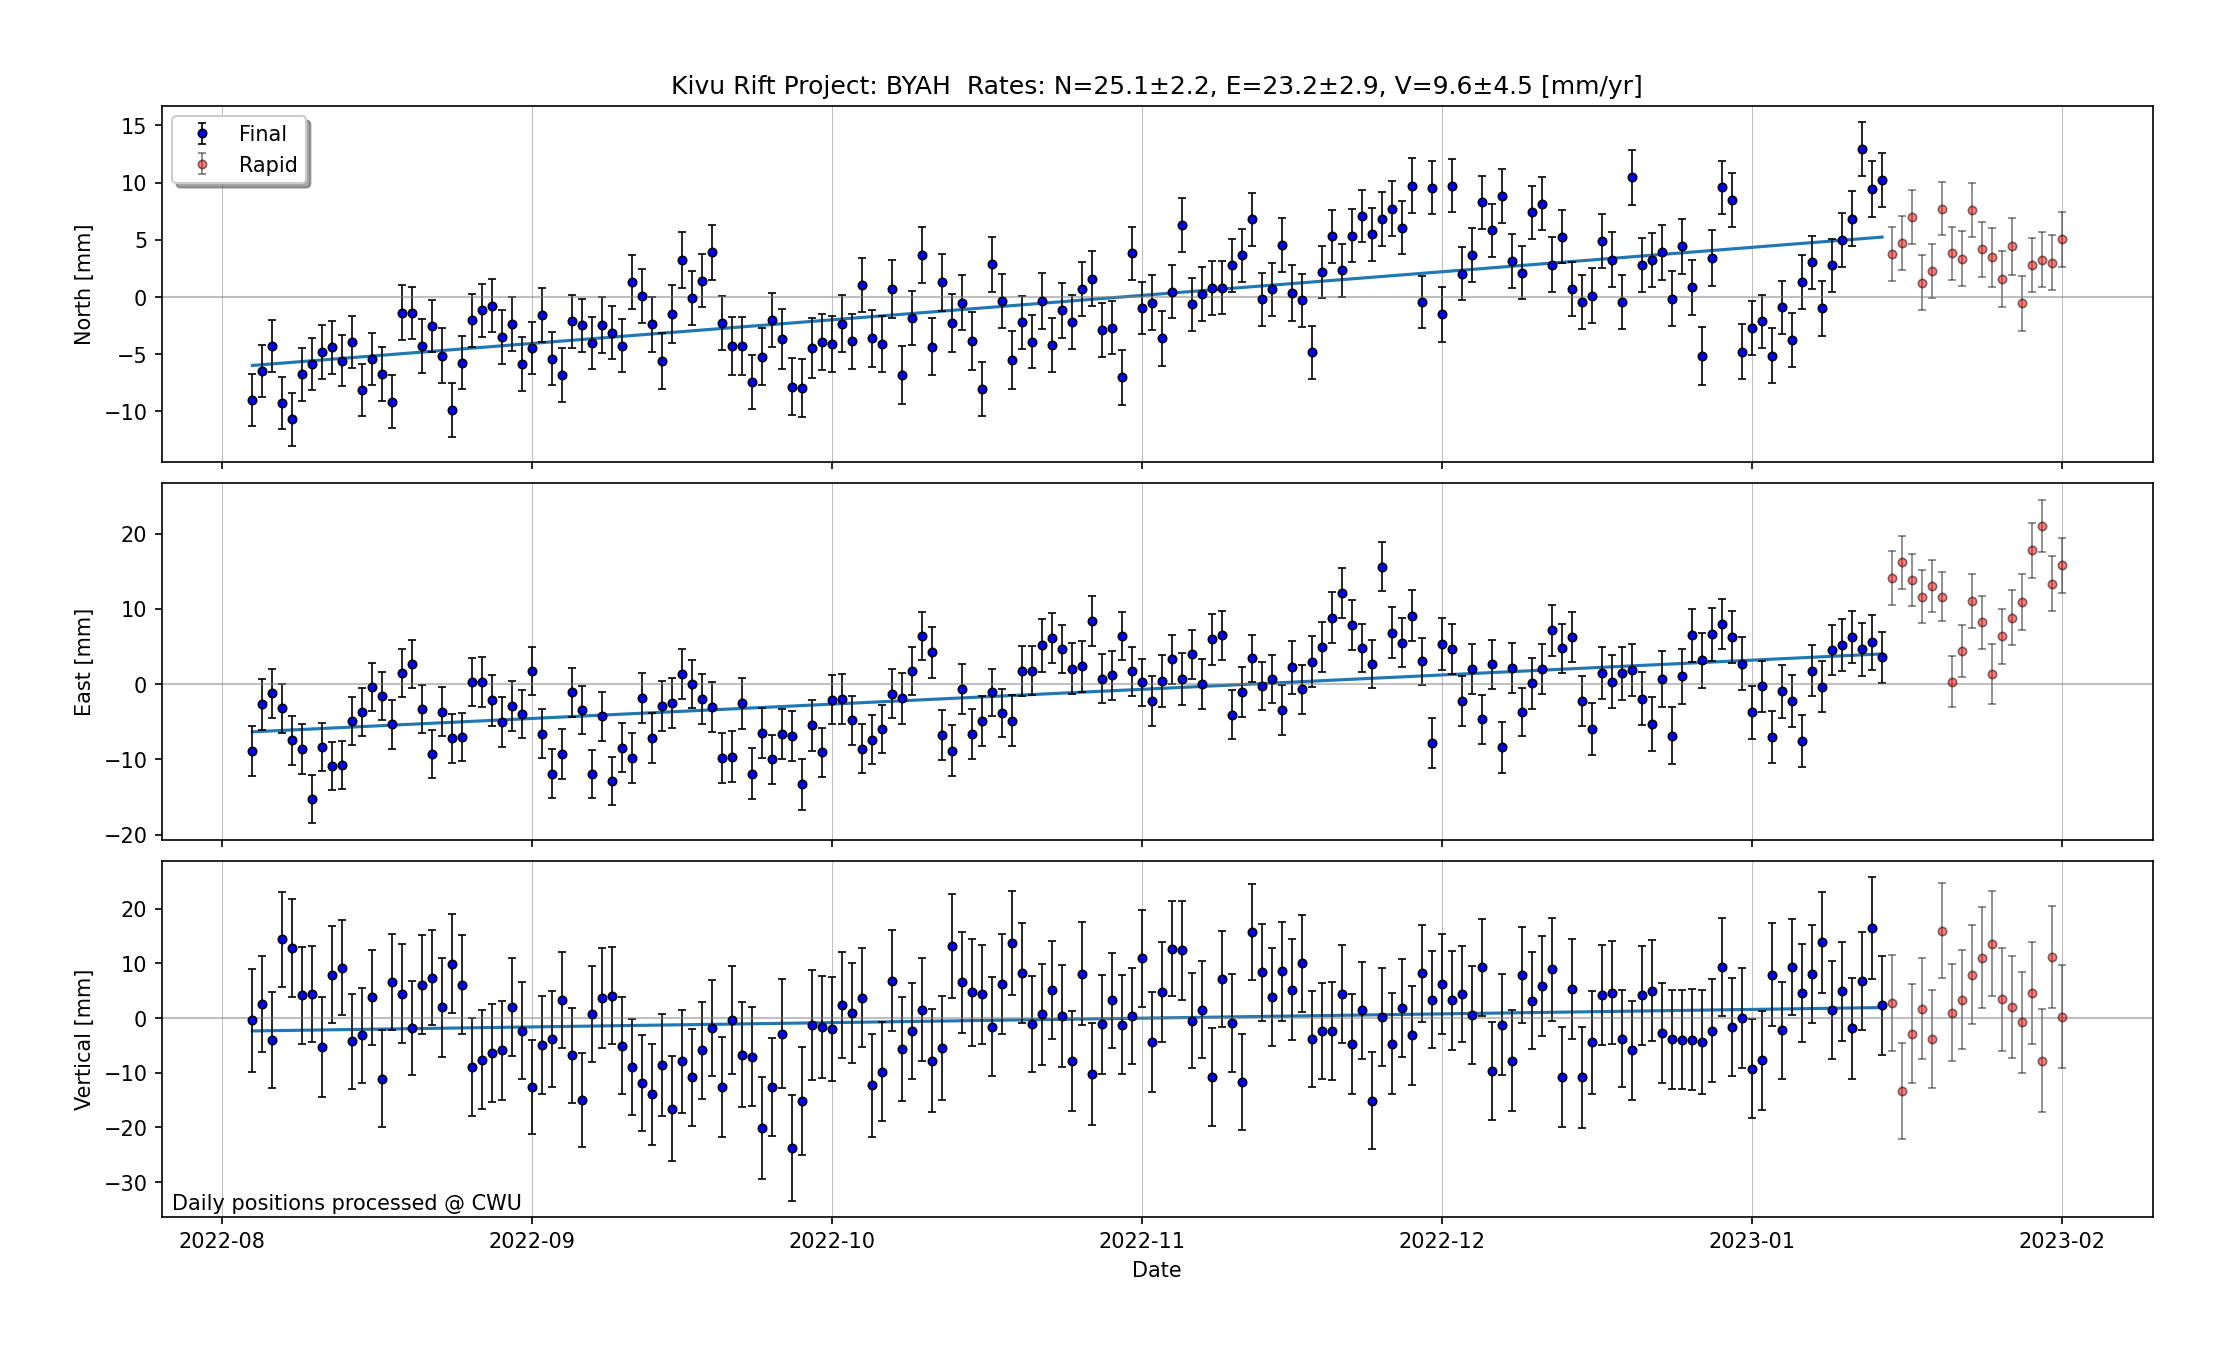 Kivu Rift Project: BYAH  Rates: N=25.1±2.2, E=23.2±2.9, V=9.6±4.5 [mm/yr]
Final
Rapid
North [mm]
15
10
5
0
−5
−10
East [mm]
20
10
0
−10
−20
Vertical [mm]
20
10
0
−10
−20
−30
Daily positions processed @ CWU
2022-08 2022-09 2022-10 2022-11 2022-12 2023-01 2023-02
Date